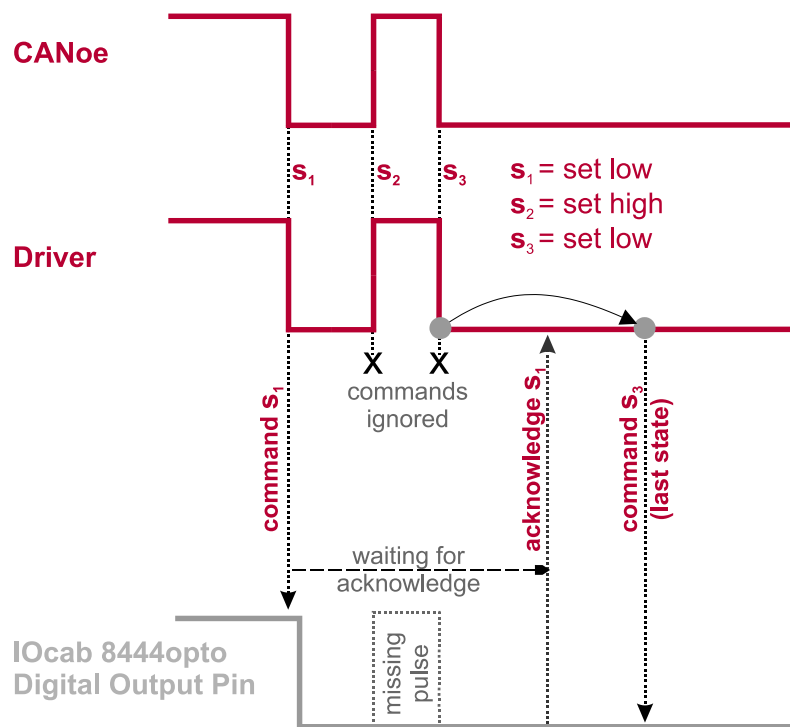 CANoe
s1 s2 s3
s1 = set low
s2 = set high
s3 = set low
Driver
X X
commands
ignored
command s1
acknowledge s1
command s3
(last state)
waiting for
acknowledge
missing
pulse
IOcab 8444opto
Digital Output Pin